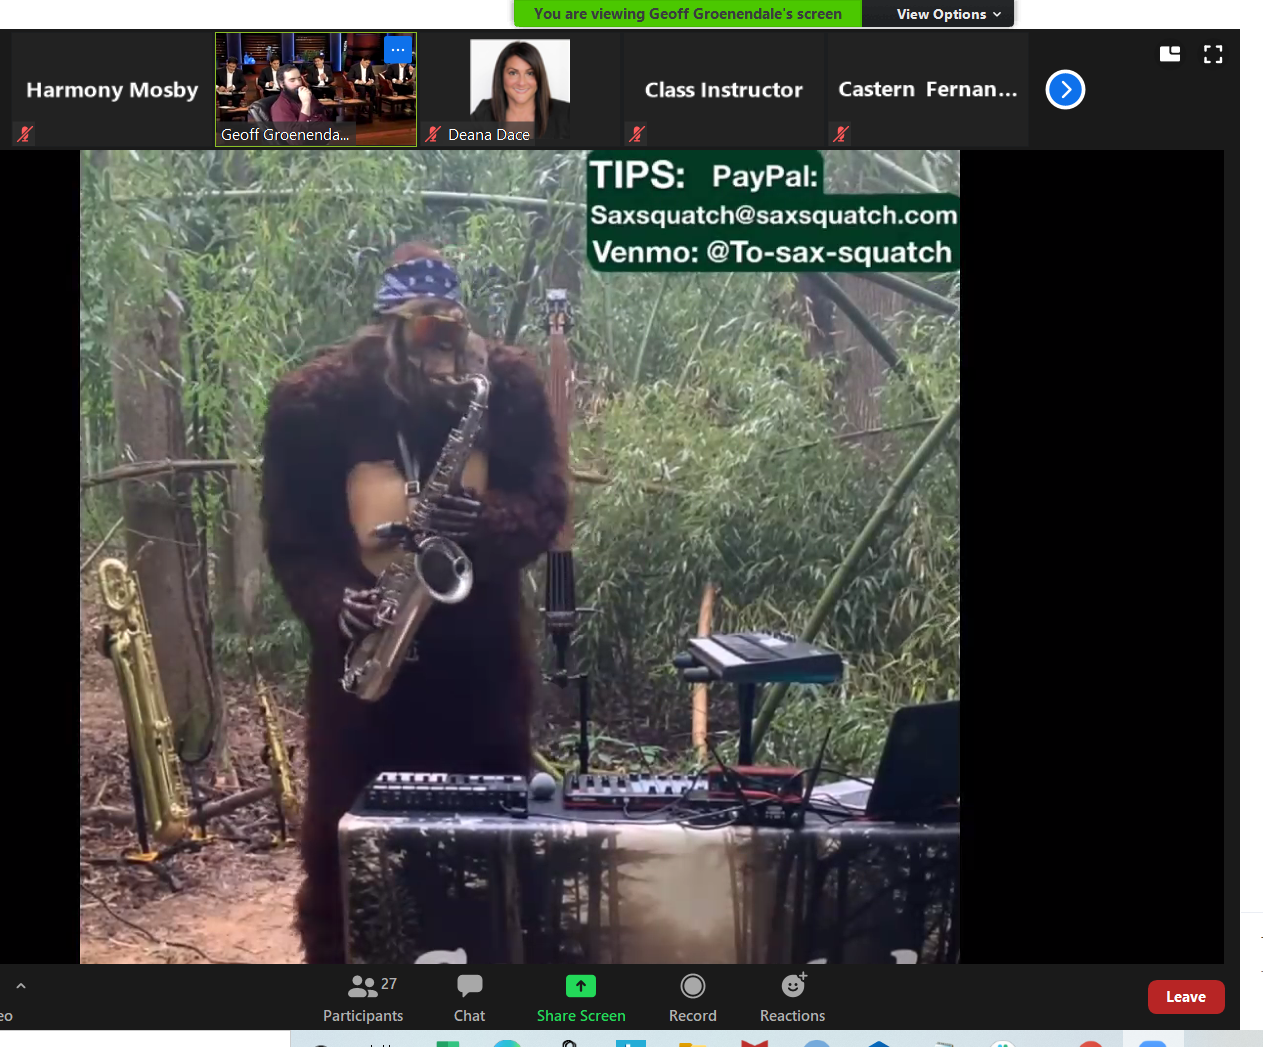 You are viewing Geoff Groenendale's screen
View Options
Harmony Mosby
Geoff Groenenda...
Deana Dace
Class Instructor
Castern Fernan...
TIPS: PayPal:
Saxsquatch@saxsquatch.com
Venmo: @To-sax-squatch
eo
27
Participants
Chat
Share Screen
Record
Reactions
Leave